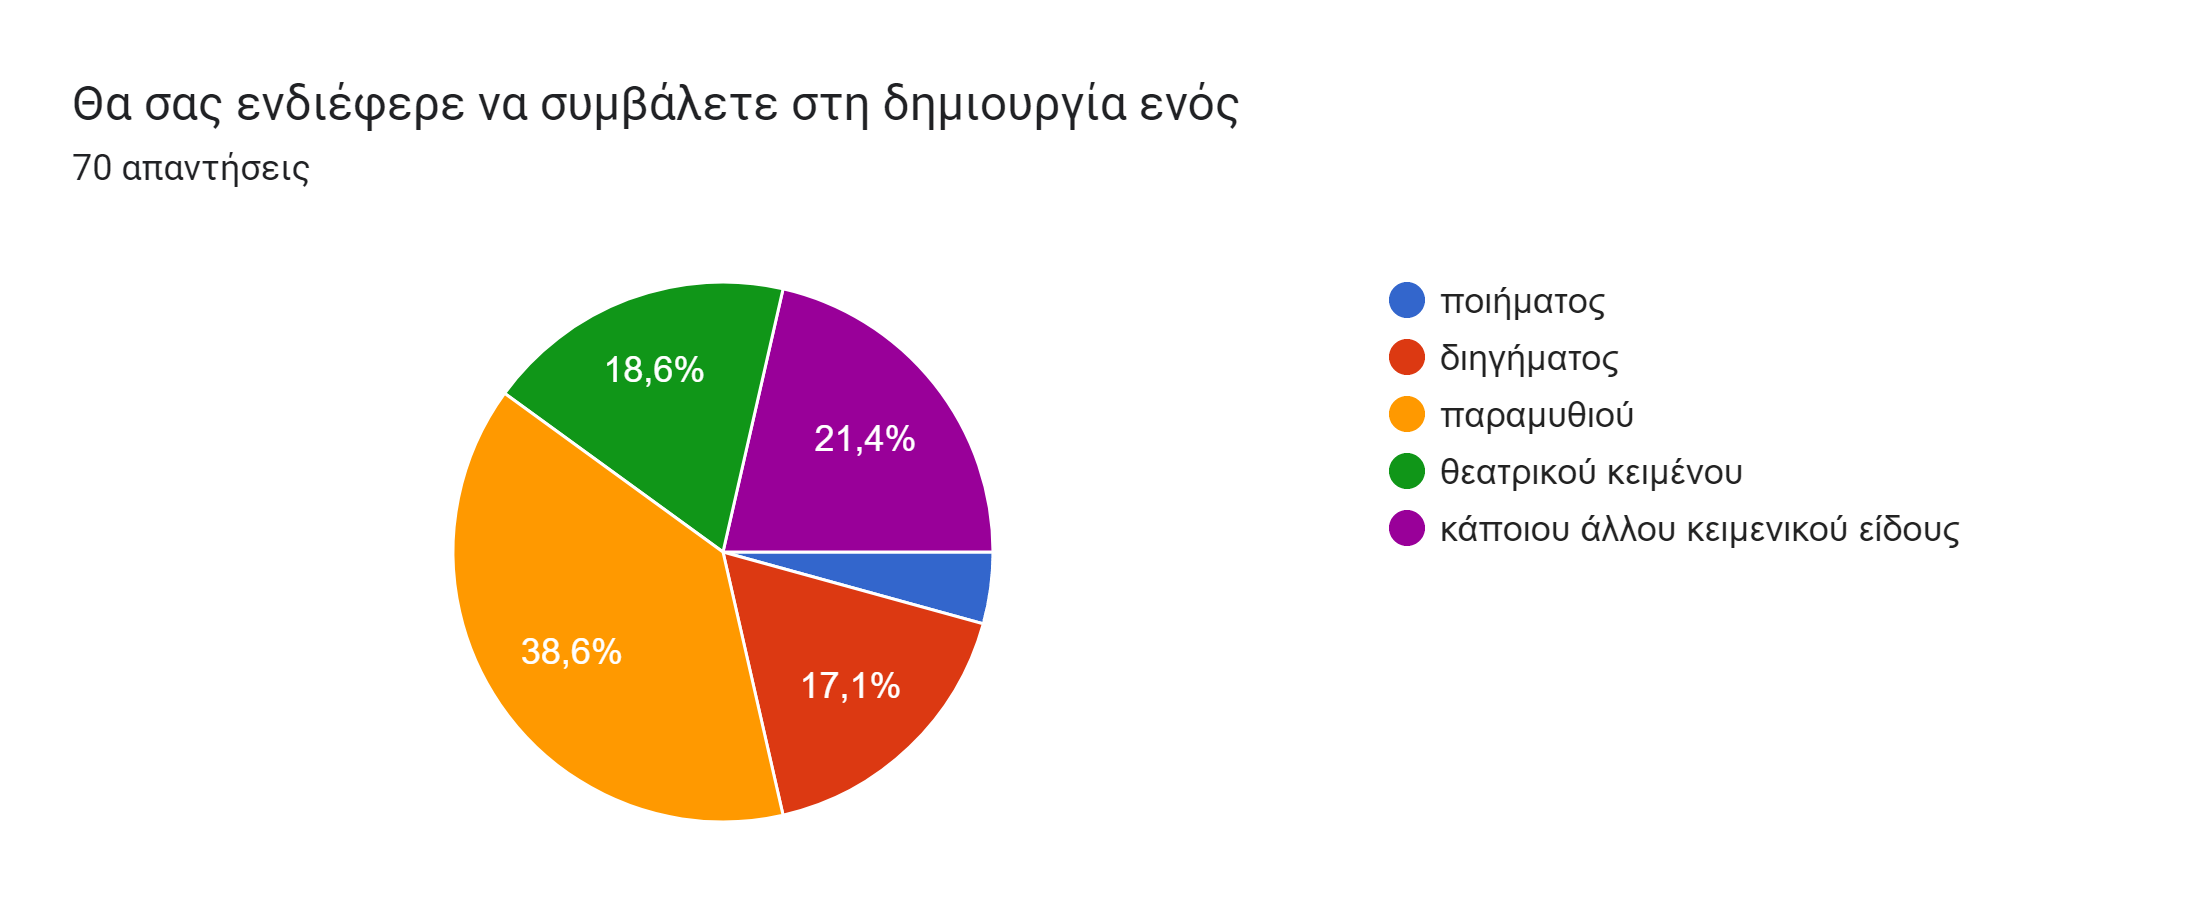 Θα σας ενδιέφερε να συμβάλετε στη δημιουργία ενός
70 απαντήσεις
18,6%
21,4%
38,6%
17,1%
ποιήματος
διηγήματος
παραμυθιού
θεατρικού κειμένου
κάποιου άλλου κειμενικού είδους